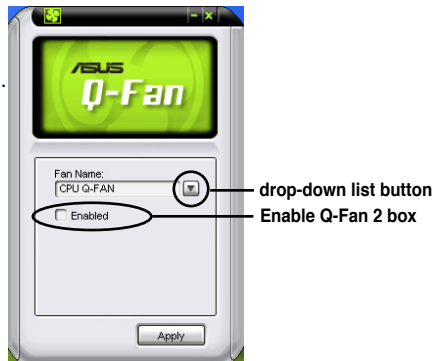 ASUS
Q-Fan
Fan Name:
CPU Q-FAN
drop-down list button
Enabled
Enable Q-Fan 2 box
Apply